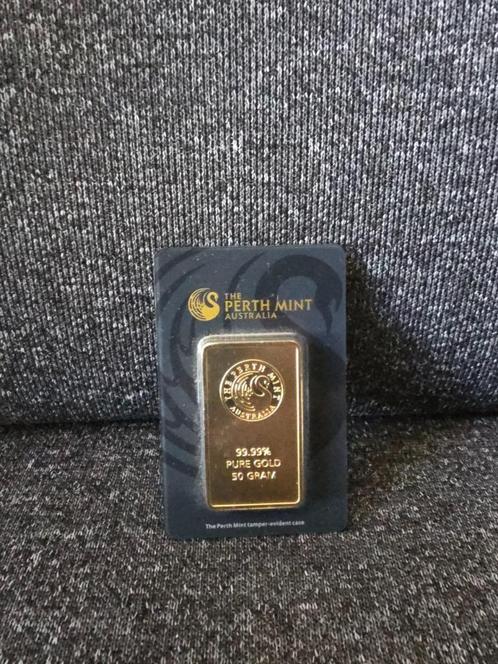 THE
PERTH MINT
AUSTRALIA
THE PERTH MINT
AUSTRALIA
99.99%
PURE GOLD
50 GRAM
The Perth Mint tamper-evident case